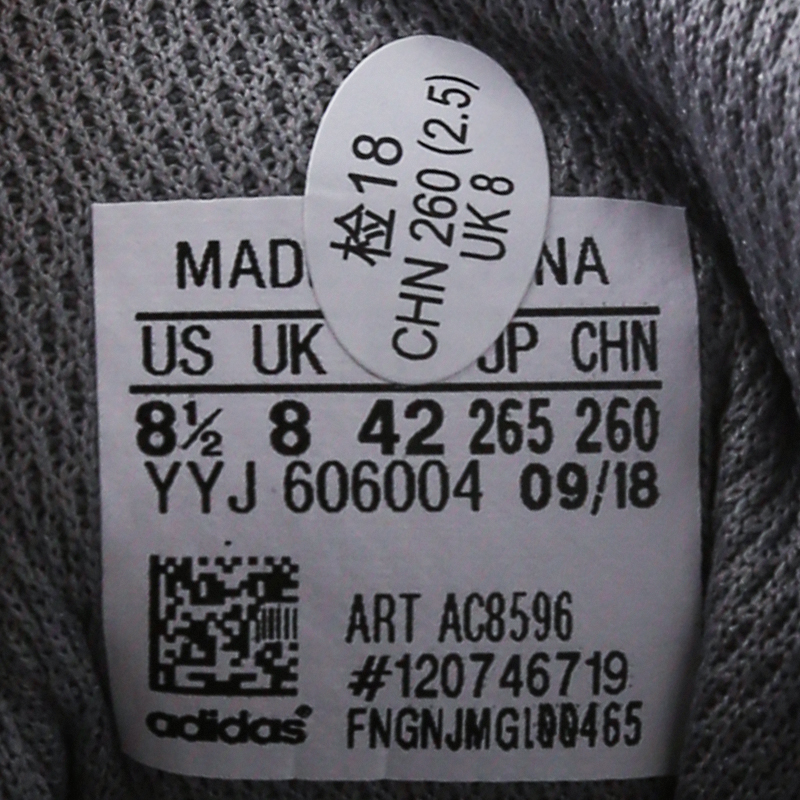 检18
CHN 260 (2.5)
UK 8
MAD NA
US UK JP CHN
8½ 8 42 265 260
YYJ 606004 09/18
ART AC8596
#120746719
adidas